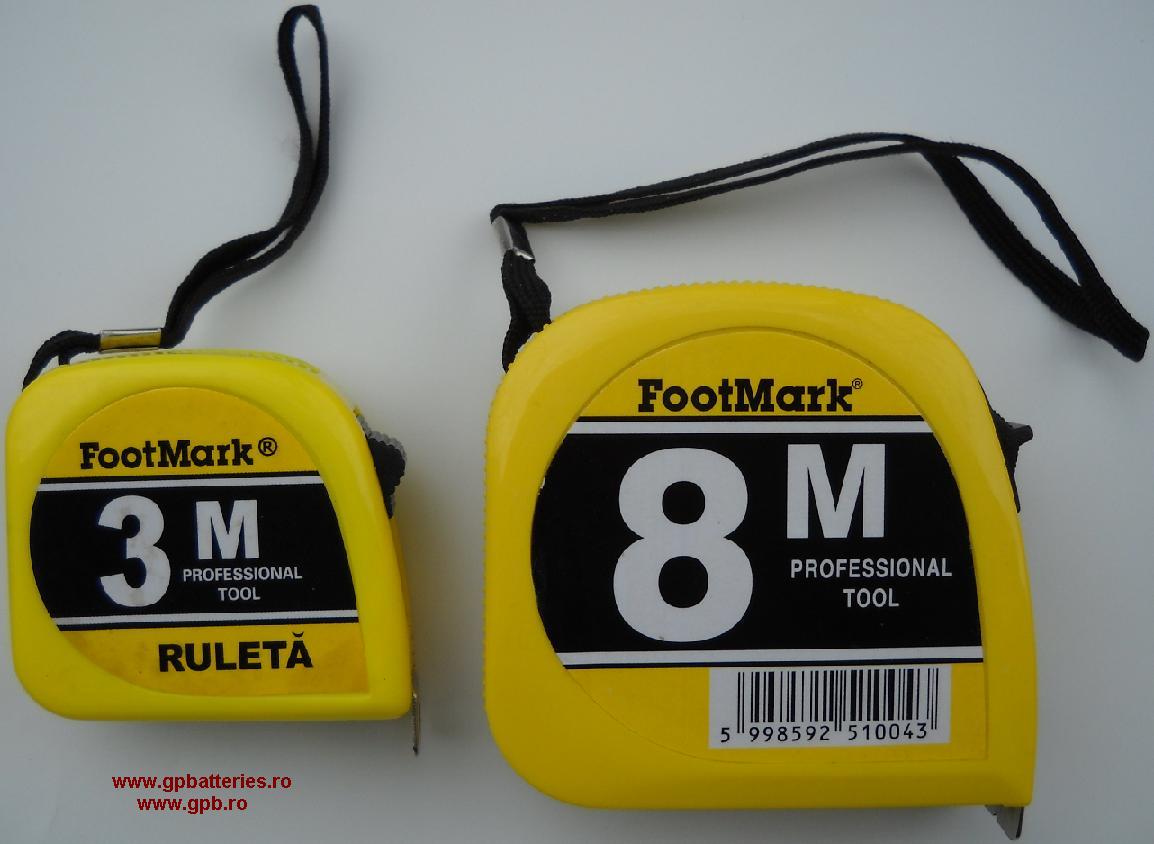 FootMark®
3 M
PROFESSIONAL
TOOL
RULETĂ
www.gpbatteries.ro
www.gpb.ro
FootMark®
8 M
PROFESSIONAL
TOOL
5 998592 510043